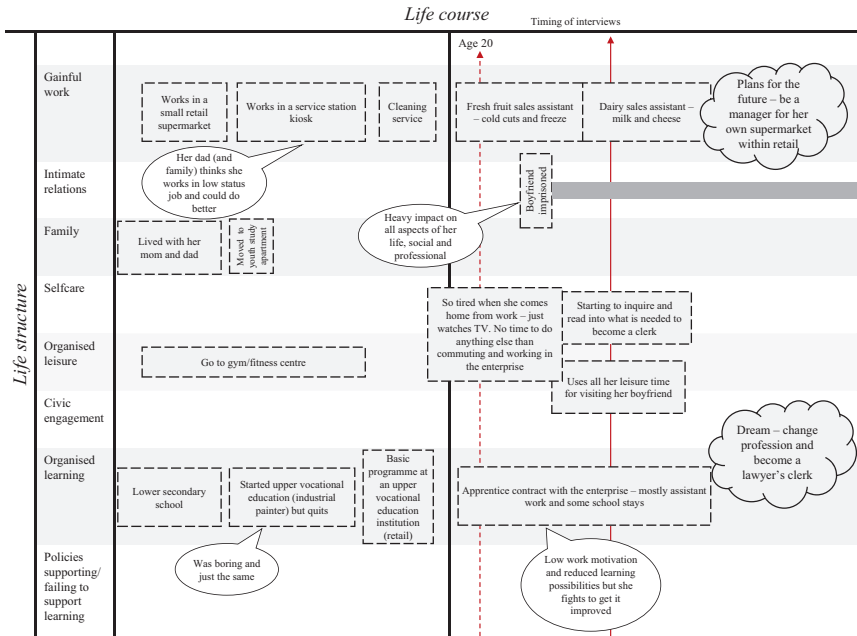 Life course
Timing of interviews
Age 20
Life structure
Gainful
work
Works in a
small retail
supermarket
Works in a service station
kiosk
Cleaning
service
Fresh fruit sales assistant
– cold cuts and freeze
Dairy sales assistant –
milk and cheese
Plans for the
future – be a
manager for her
own supermarket
within retail
Her dad (and
family) thinks she
works in low status
job and could do
better
Intimate
relations
Boyfriend
imprisoned
Heavy impact on
all aspects of her
life, social and
professional
Family
Lived with her
mom and dad
Moved to
youth study
apartment
Selfcare
So tired when she comes
home from work – just
watches TV. No time to do
anything else than
commuting and working in
the enterprise
Starting to inquire and
read into what is needed to
become a clerk
Organised
leisure
Go to gym/fitness centre
Uses all her leisure time
for visiting her boyfriend
Civic
engagement
Dream – change
profession and
become a
lawyer's clerk
Organised
learning
Lower secondary
school
Started upper vocational
education (industrial
painter) but quits
Basic
programme at
an upper
vocational
education
institution
(retail)
Apprentice contract with the enterprise – mostly assistant
work and some school stays
Was boring and
just the same
Low work motivation
and reduced learning
possibilities but she
fights to get it
improved
Policies
supporting/
failing to
support
learning